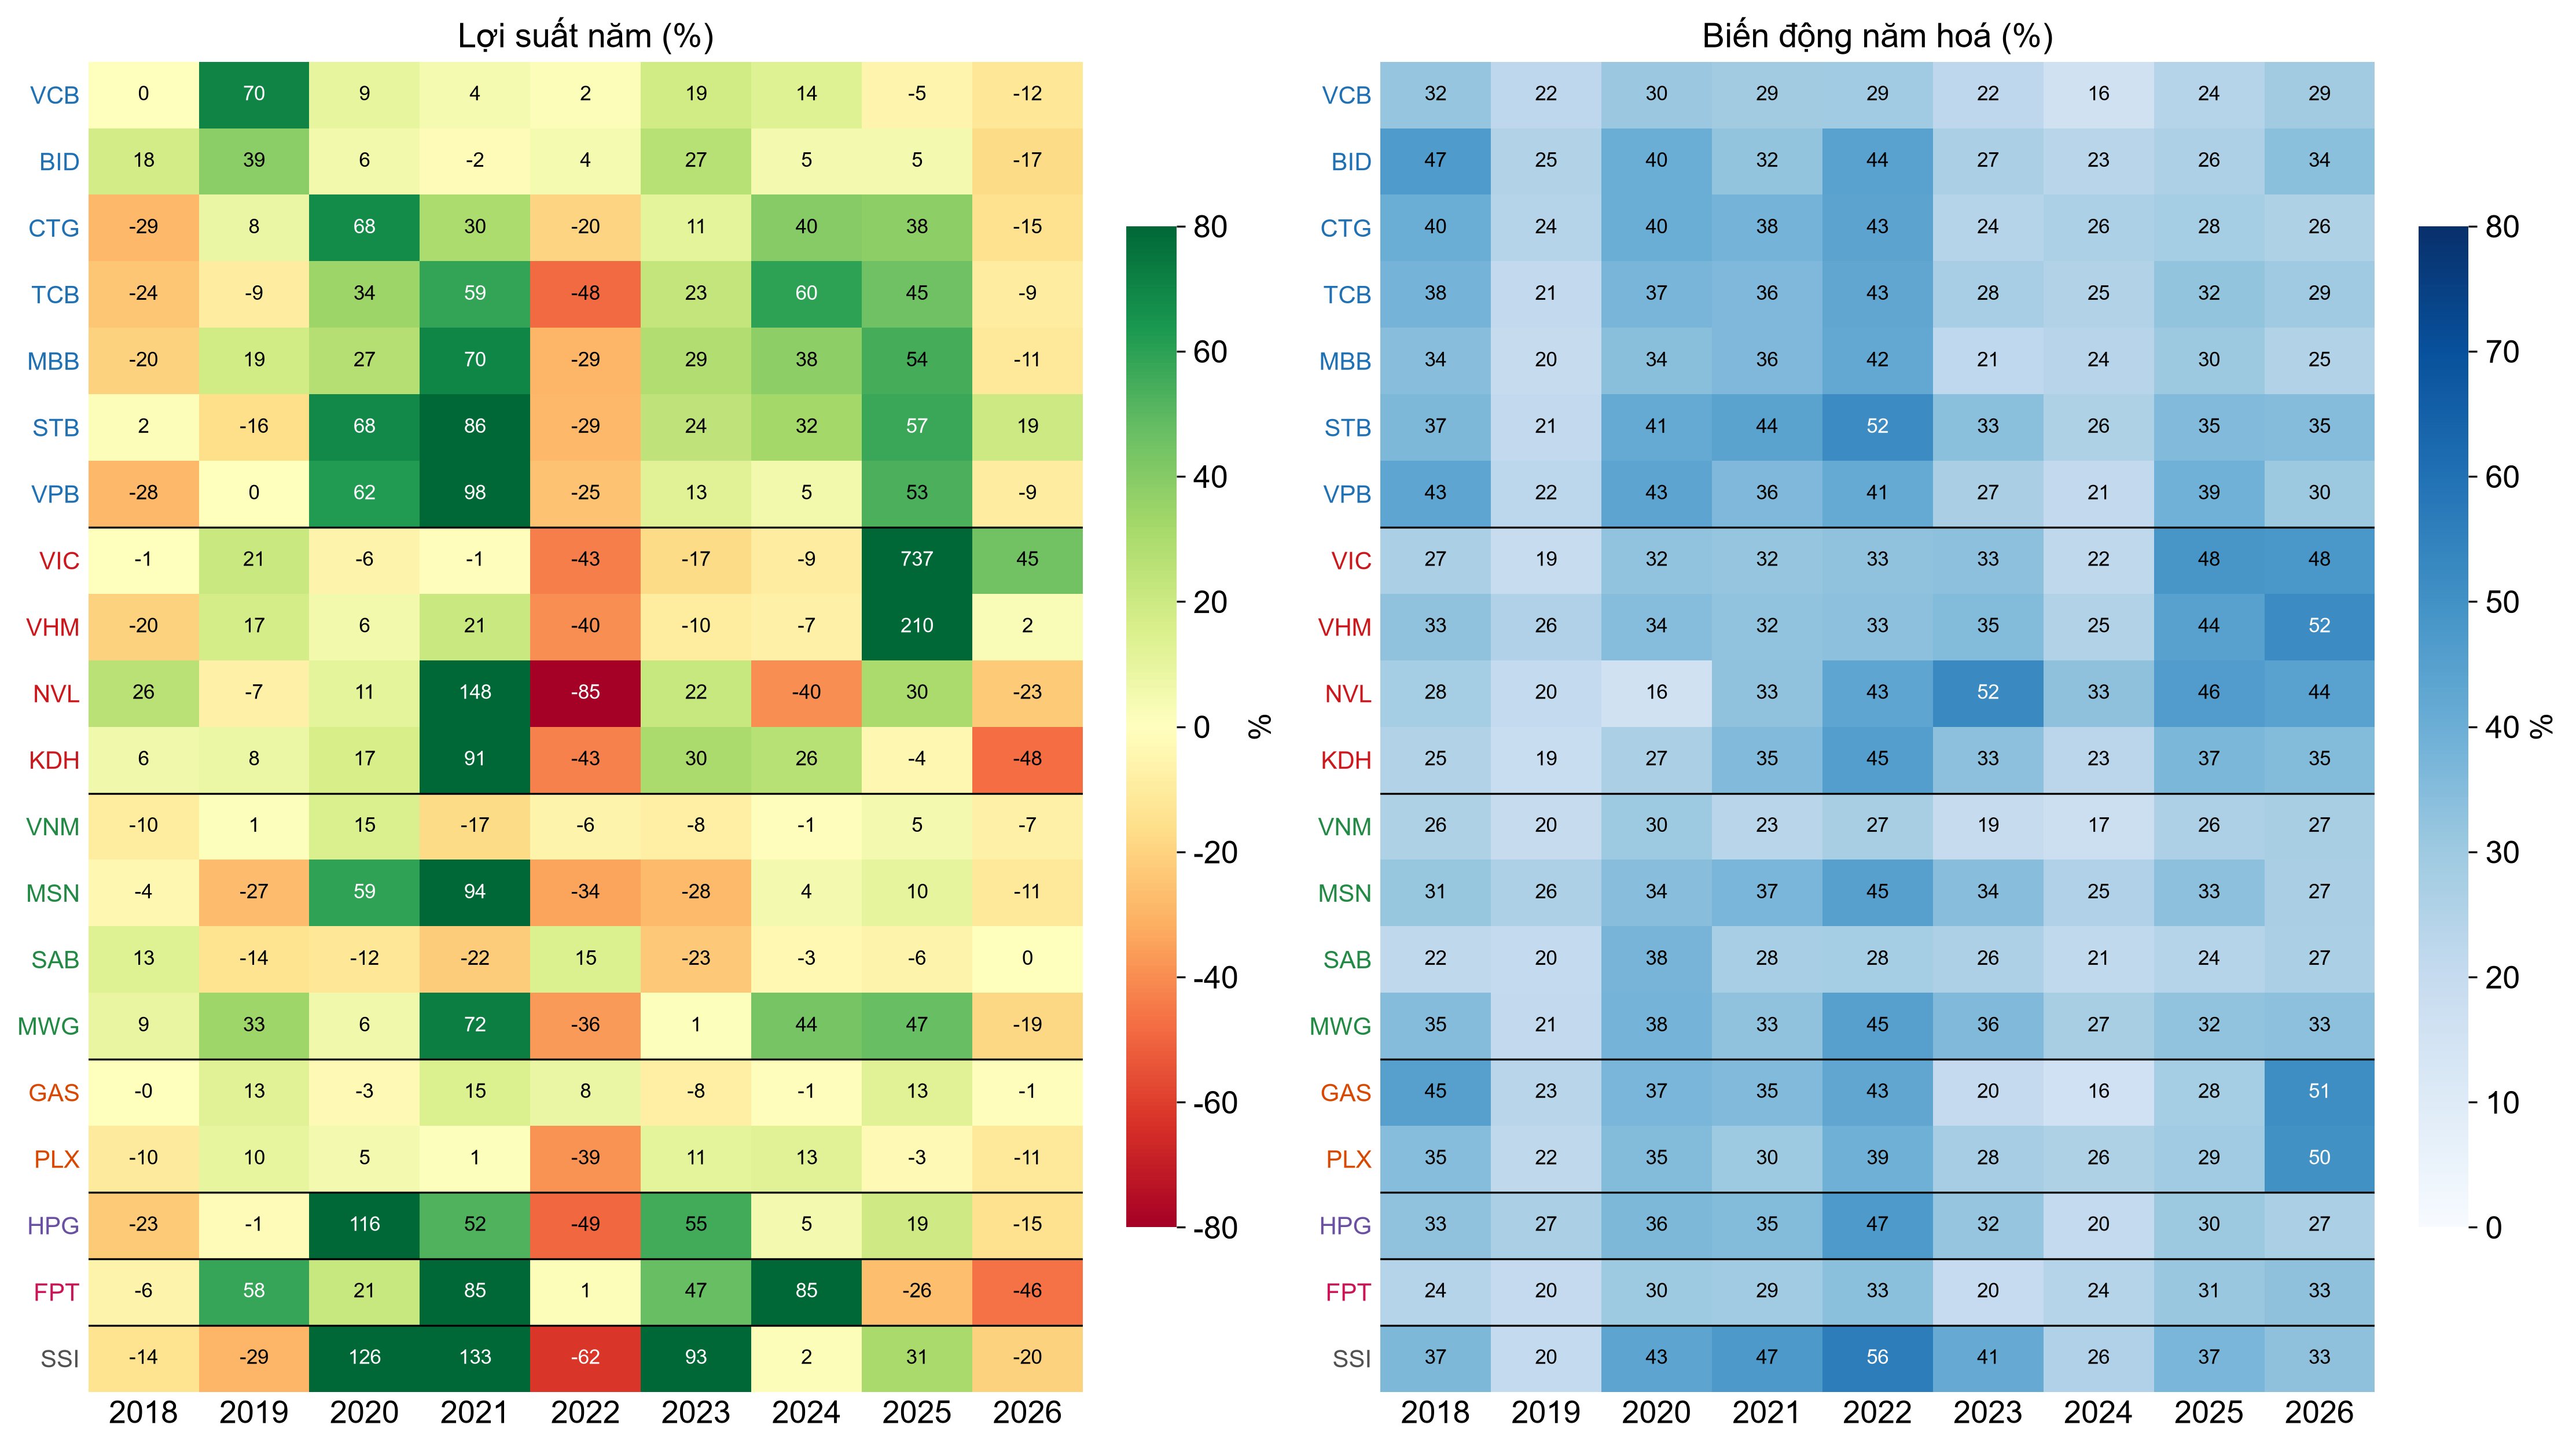 Lợi suất năm (%)
VCB 0 70 9 4 2 19 14 -5 -12
BID 18 39 6 -2 4 27 5 5 -17
CTG -29 8 68 30 -20 11 40 38 -15
TCB -24 -9 34 59 -48 23 60 45 -9
MBB -20 19 27 70 -29 29 38 54 -11
STB 2 -16 68 86 -29 24 32 57 19
VPB -28 0 62 98 -25 13 5 53 -9
VIC -1 21 -6 -1 -43 -17 -9 737 45
VHM -20 17 6 21 -40 -10 -7 210 2
NVL 26 -7 11 148 -85 22 -40 30 -23
KDH 6 8 17 91 -43 30 26 -4 -48
VNM -10 1 15 -17 -6 -8 -1 5 -7
MSN -4 -27 59 94 -34 -28 4 10 -11
SAB 13 -14 -12 -22 15 -23 -3 -6 0
MWG 9 33 6 72 -36 1 44 47 -19
GAS -0 13 -3 15 8 -8 -1 13 -1
PLX -10 10 5 1 -39 11 13 -3 -11
HPG -23 -1 116 52 -49 55 5 19 -15
FPT -6 58 21 85 1 47 85 -26 -46
SSI -14 -29 126 133 -62 93 2 31 -20
2018 2019 2020 2021 2022 2023 2024 2025 2026
80
60
40
20
0
-20
-40
-60
-80
%
Biến động năm hoá (%)
VCB 32 22 30 29 29 22 16 24 29
BID 47 25 40 32 44 27 23 26 34
CTG 40 24 40 38 43 24 26 28 26
TCB 38 21 37 36 43 28 25 32 29
MBB 34 20 34 36 42 21 24 30 25
STB 37 21 41 44 52 33 26 35 35
VPB 43 22 43 36 41 27 21 39 30
VIC 27 19 32 32 33 33 22 48 48
VHM 33 26 34 32 33 35 25 44 52
NVL 28 20 16 33 43 52 33 46 44
KDH 25 19 27 35 45 33 23 37 35
VNM 26 20 30 23 27 19 17 26 27
MSN 31 26 34 37 45 34 25 33 27
SAB 22 20 38 28 28 26 21 24 27
MWG 35 21 38 33 45 36 27 32 33
GAS 45 23 37 35 43 20 16 28 51
PLX 35 22 35 30 39 28 26 29 50
HPG 33 27 36 35 47 32 20 30 27
FPT 24 20 30 29 33 20 24 31 33
SSI 37 20 43 47 56 41 26 37 33
2018 2019 2020 2021 2022 2023 2024 2025 2026
80
70
60
50
40
30
20
10
0
%